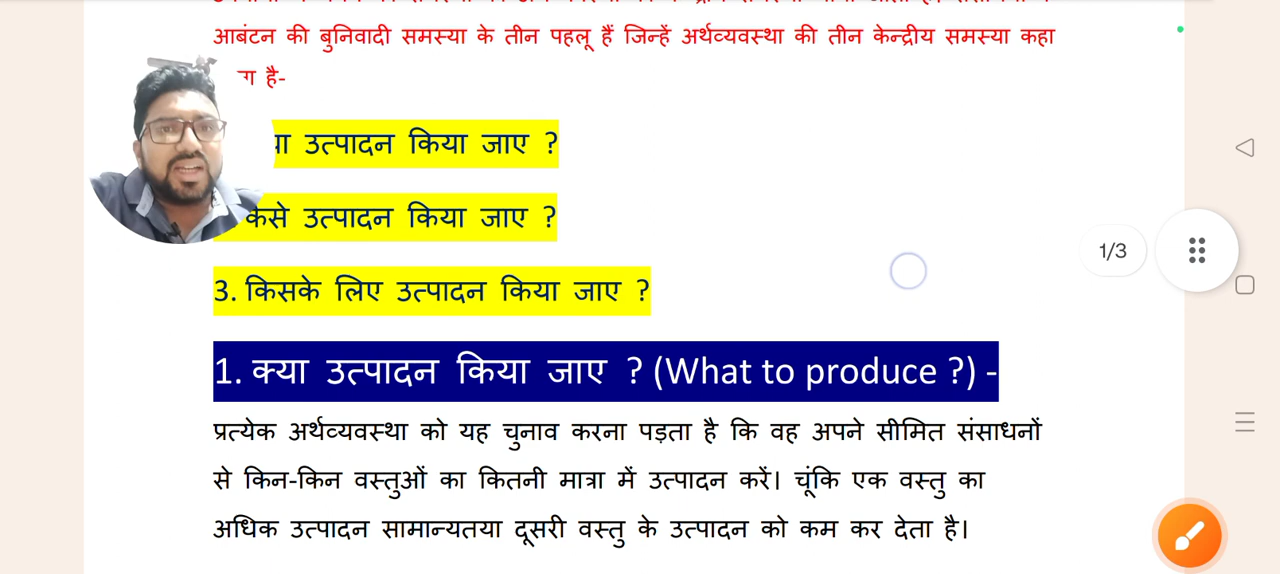 आबंटन की बुनिवादी समस्या के तीन पहलू हैं जिन्हें अर्थव्यवस्था की तीन केन्द्रीय समस्या कहा
है-
उत्पादन किया जाए ?
कैसे उत्पादन किया जाए ?
3. किसके लिए उत्पादन किया जाए ?
1/3
1. क्या उत्पादन किया जाए ? (What to produce ?) -
प्रत्येक अर्थव्यवस्था को यह चुनाव करना पड़ता है कि वह अपने सीमित संसाधनों
से किन-किन वस्तुओं का कितनी मात्रा में उत्पादन करें। चूंकि एक वस्तु का
अधिक उत्पादन सामान्यतया दूसरी वस्तु के उत्पादन को कम कर देता है।